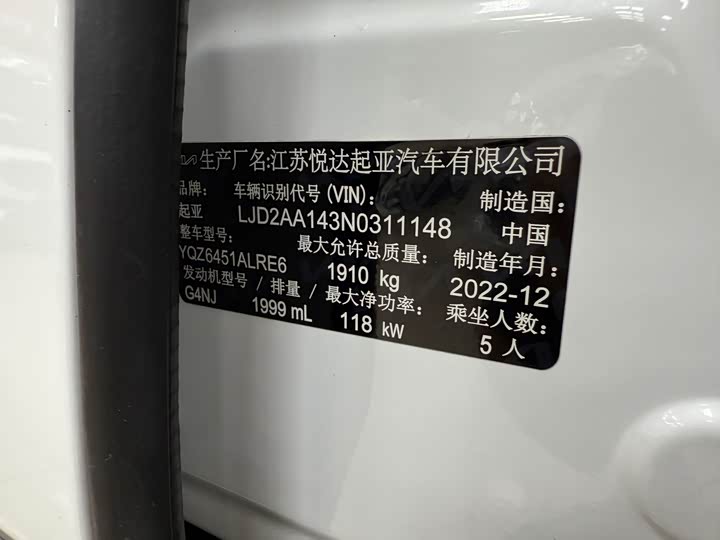 KIA 生产厂名:江苏悦达起亚汽车有限公司
品牌: 车辆识别代号(VIN): 制造国:
起亚 LJD2AA143N0311148 中国
整车型号: 最大允许总质量: 制造年月:
YQZ6451ALRE6 1910 kg 2022-12
发动机型号/排量/最大净功率: 乘坐人数:
G4NJ 1999 mL 118 kW 5 人